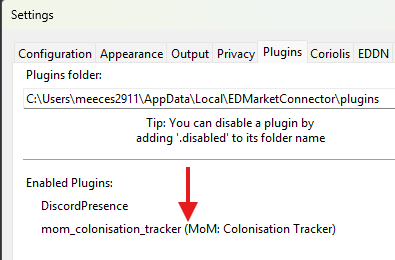 Settings
Configuration Appearance Output Privacy Plugins Coriolis EDDN
Plugins folder:
C:\Users\meeces2911\AppData\Local\EDMarketConnector\plugins
Tip: You can disable a plugin by
adding '.disabled' to its folder name
Enabled Plugins:
DiscordPresence
mom_colonisation_tracker (MoM: Colonisation Tracker)